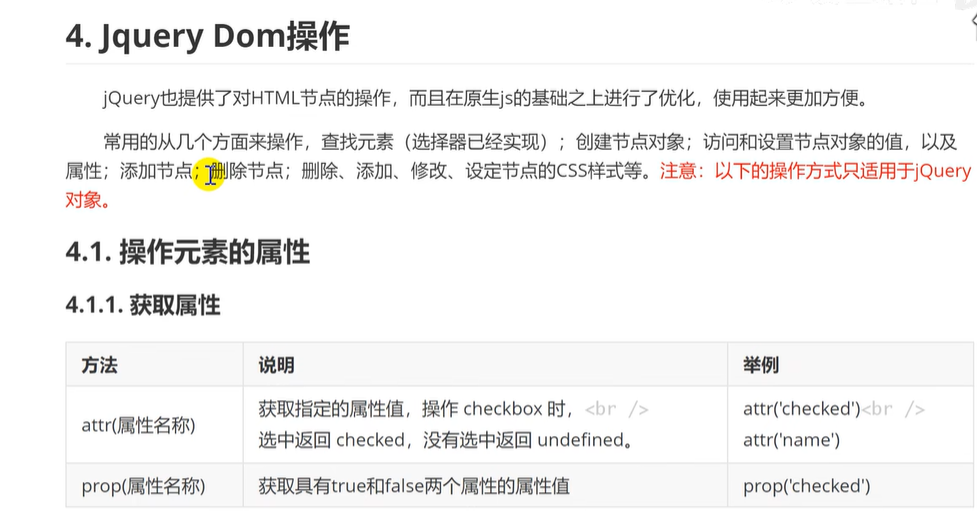 4. Jquery Dom操作
jQuery也提供了对HTML节点的操作，而且在原生js的基础之上进行了优化，使用起来更加方便。
常用的从几个方面来操作，查找元素（选择器已经实现）；创建节点对象；访问和设置节点对象的值，以及
属性；添加节点；删除节点；删除、添加、修改、设定节点的CSS样式等。注意：以下的操作方式只适用于jQuery
对象。
4.1. 操作元素的属性
4.1.1. 获取属性
方法 说明 举例
attr(属性名称)
获取指定的属性值，操作 checkbox 时，<br />
选中返回 checked，没有选中返回 undefined。
attr('checked')<br />
attr('name')
prop(属性名称) 获取具有true和false两个属性的属性值 prop('checked')